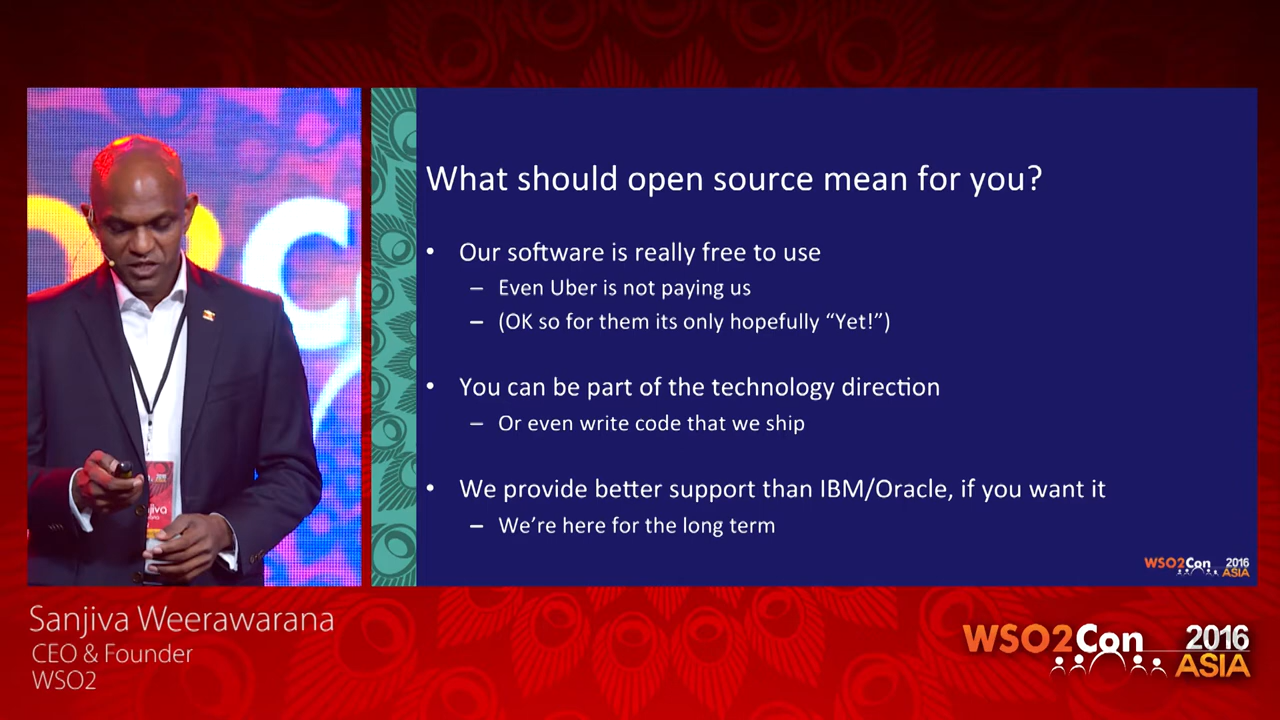 What should open source mean for you?
• Our software is really free to use
– Even Uber is not paying us
– (OK so for them its only hopefully “Yet!”)
• You can be part of the technology direction
– Or even write code that we ship
• We provide better support than IBM/Oracle, if you want it
– We’re here for the long term
WSO2Con 2016
ASIA
Sanjiva Weerawarana
CEO & Founder
WSO2
WSO2Con 2016
ASIA